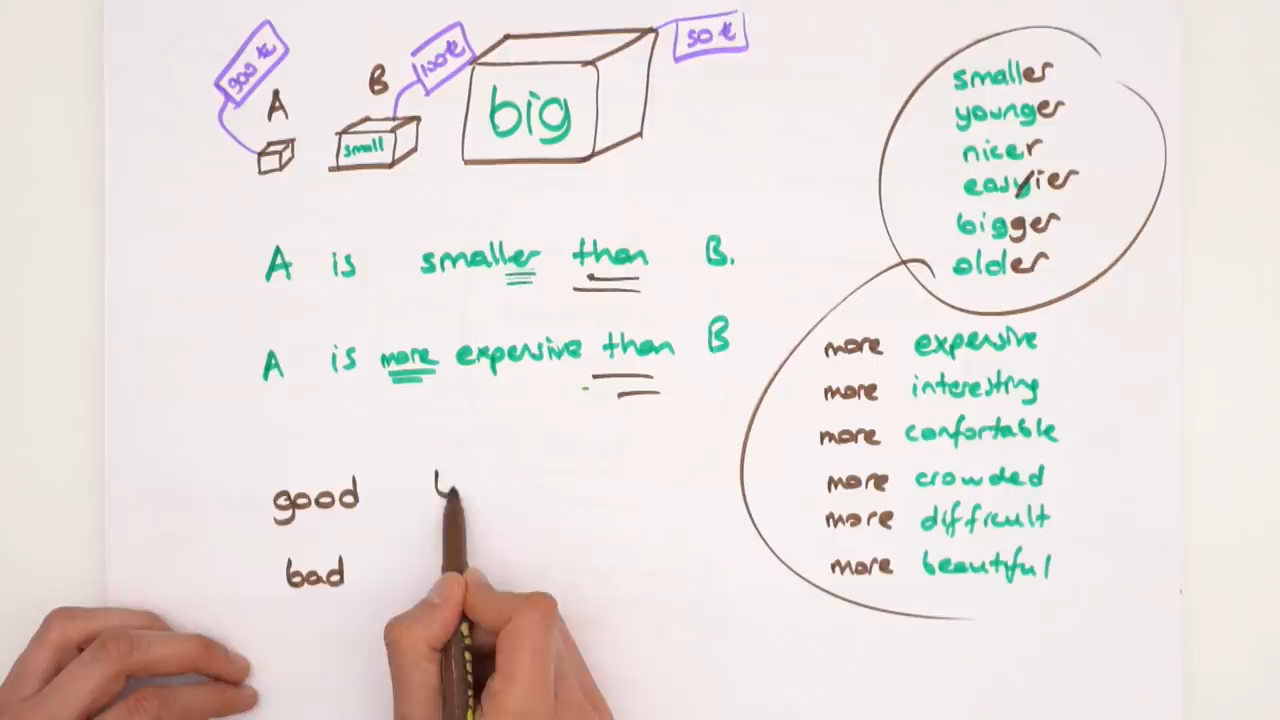 900 ₺
A
B
100 ₺
50 ₺
small
big
A is smaller than B.
A is more expensive than B
good
bad
smaller
younger
nicer
easyier
bigger
older
more expensive
more interesting
more confortable
more crowded
more difficult
more beautiful